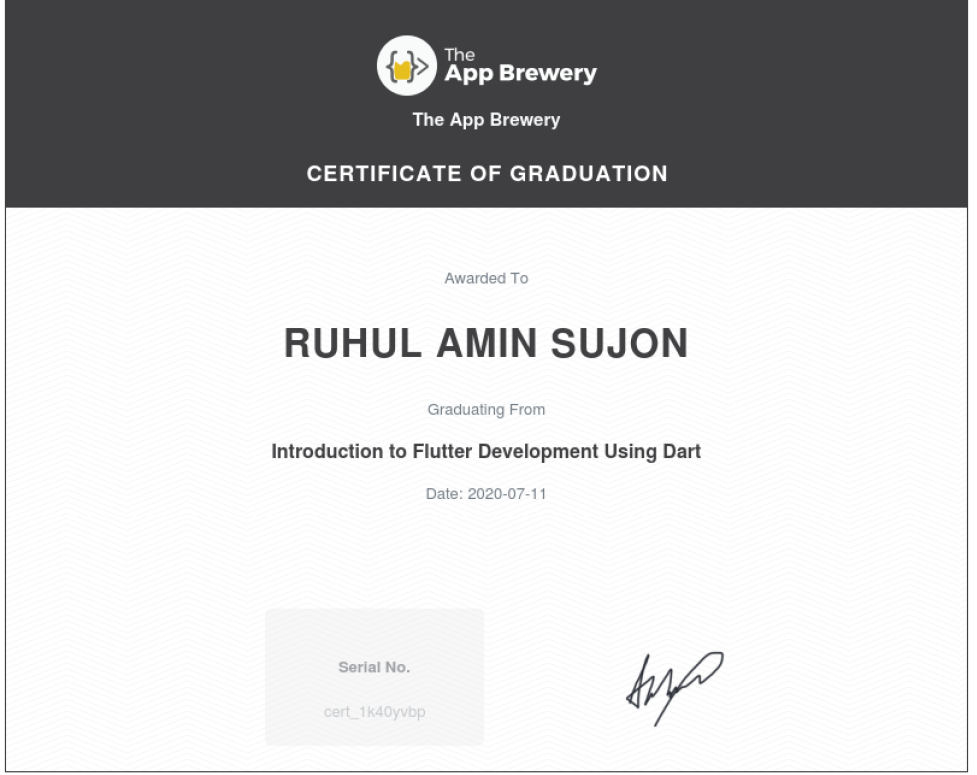 The
App Brewery
The App Brewery
CERTIFICATE OF GRADUATION
Awarded To
RUHUL AMIN SUJON
Graduating From
Introduction to Flutter Development Using Dart
Date: 2020-07-11
Serial No.
cert_1k40yvbp